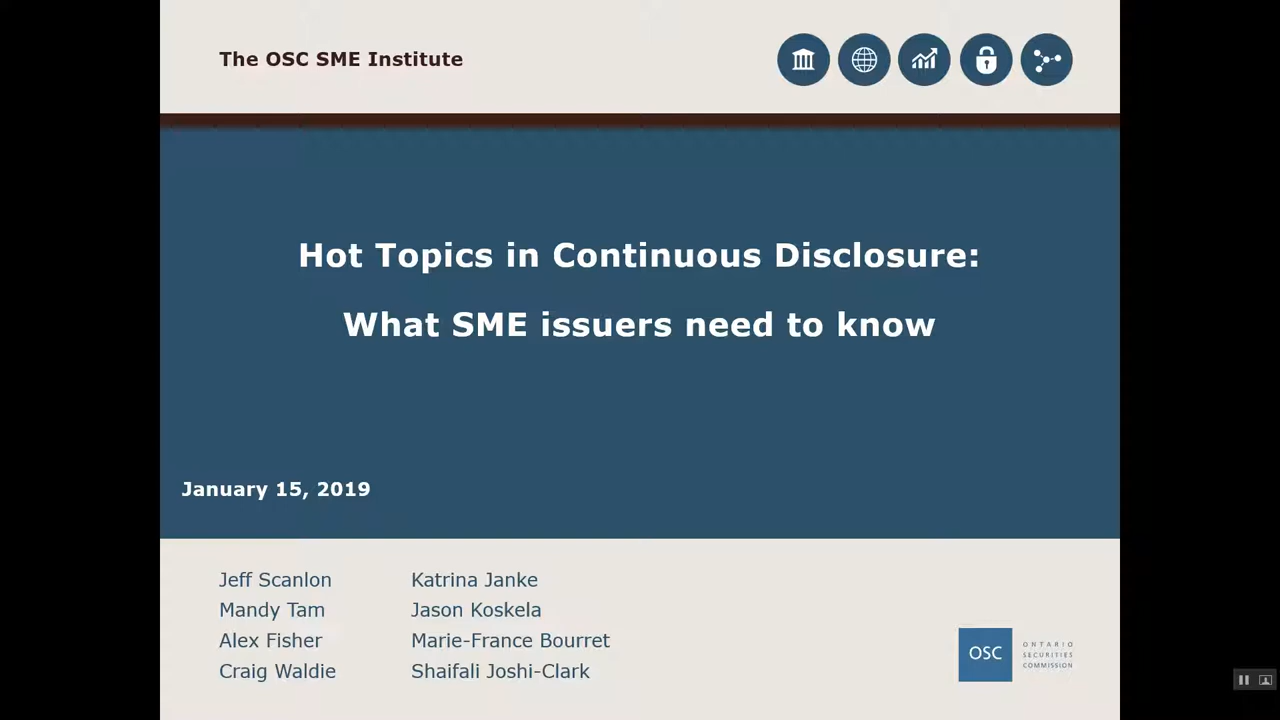 The OSC SME Institute
Hot Topics in Continuous Disclosure:
What SME issuers need to know
January 15, 2019
Jeff Scanlon
Mandy Tam
Alex Fisher
Craig Waldie
Katrina Janke
Jason Koskela
Marie-France Bourret
Shaifali Joshi-Clark
OSC
ONTARIO
SECURITIES
COMMISSION